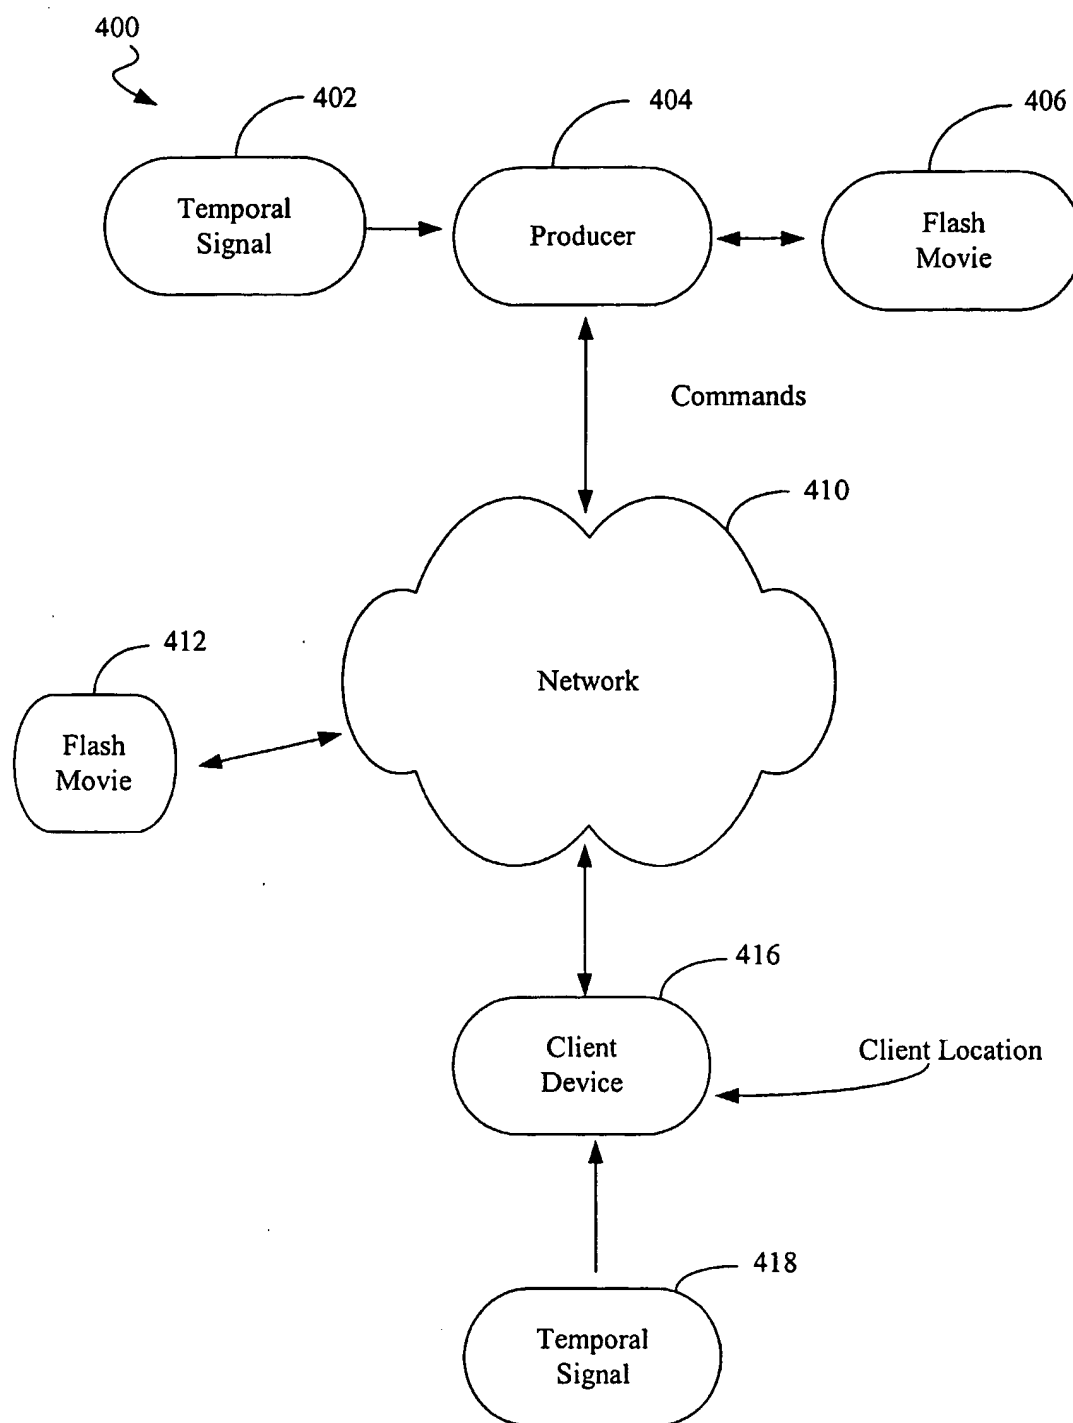 400
402
404
406
Temporal
Signal
Producer
Flash
Movie
Commands
410
412
Network
Flash
Movie
416
Client
Device
Client Location
418
Temporal
Signal